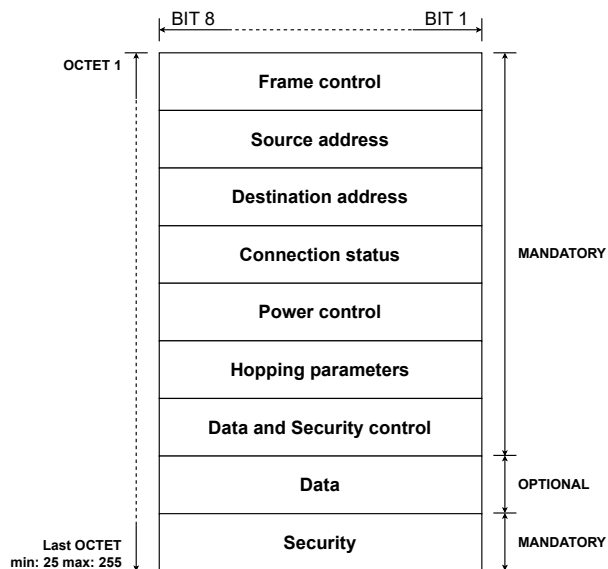 BIT 8 BIT 1
OCTET 1
Frame control
Source address
Destination address
Connection status
MANDATORY
Power control
Hopping parameters
Data and Security control
Data
OPTIONAL
Security
MANDATORY
Last OCTET
min: 25 max: 255